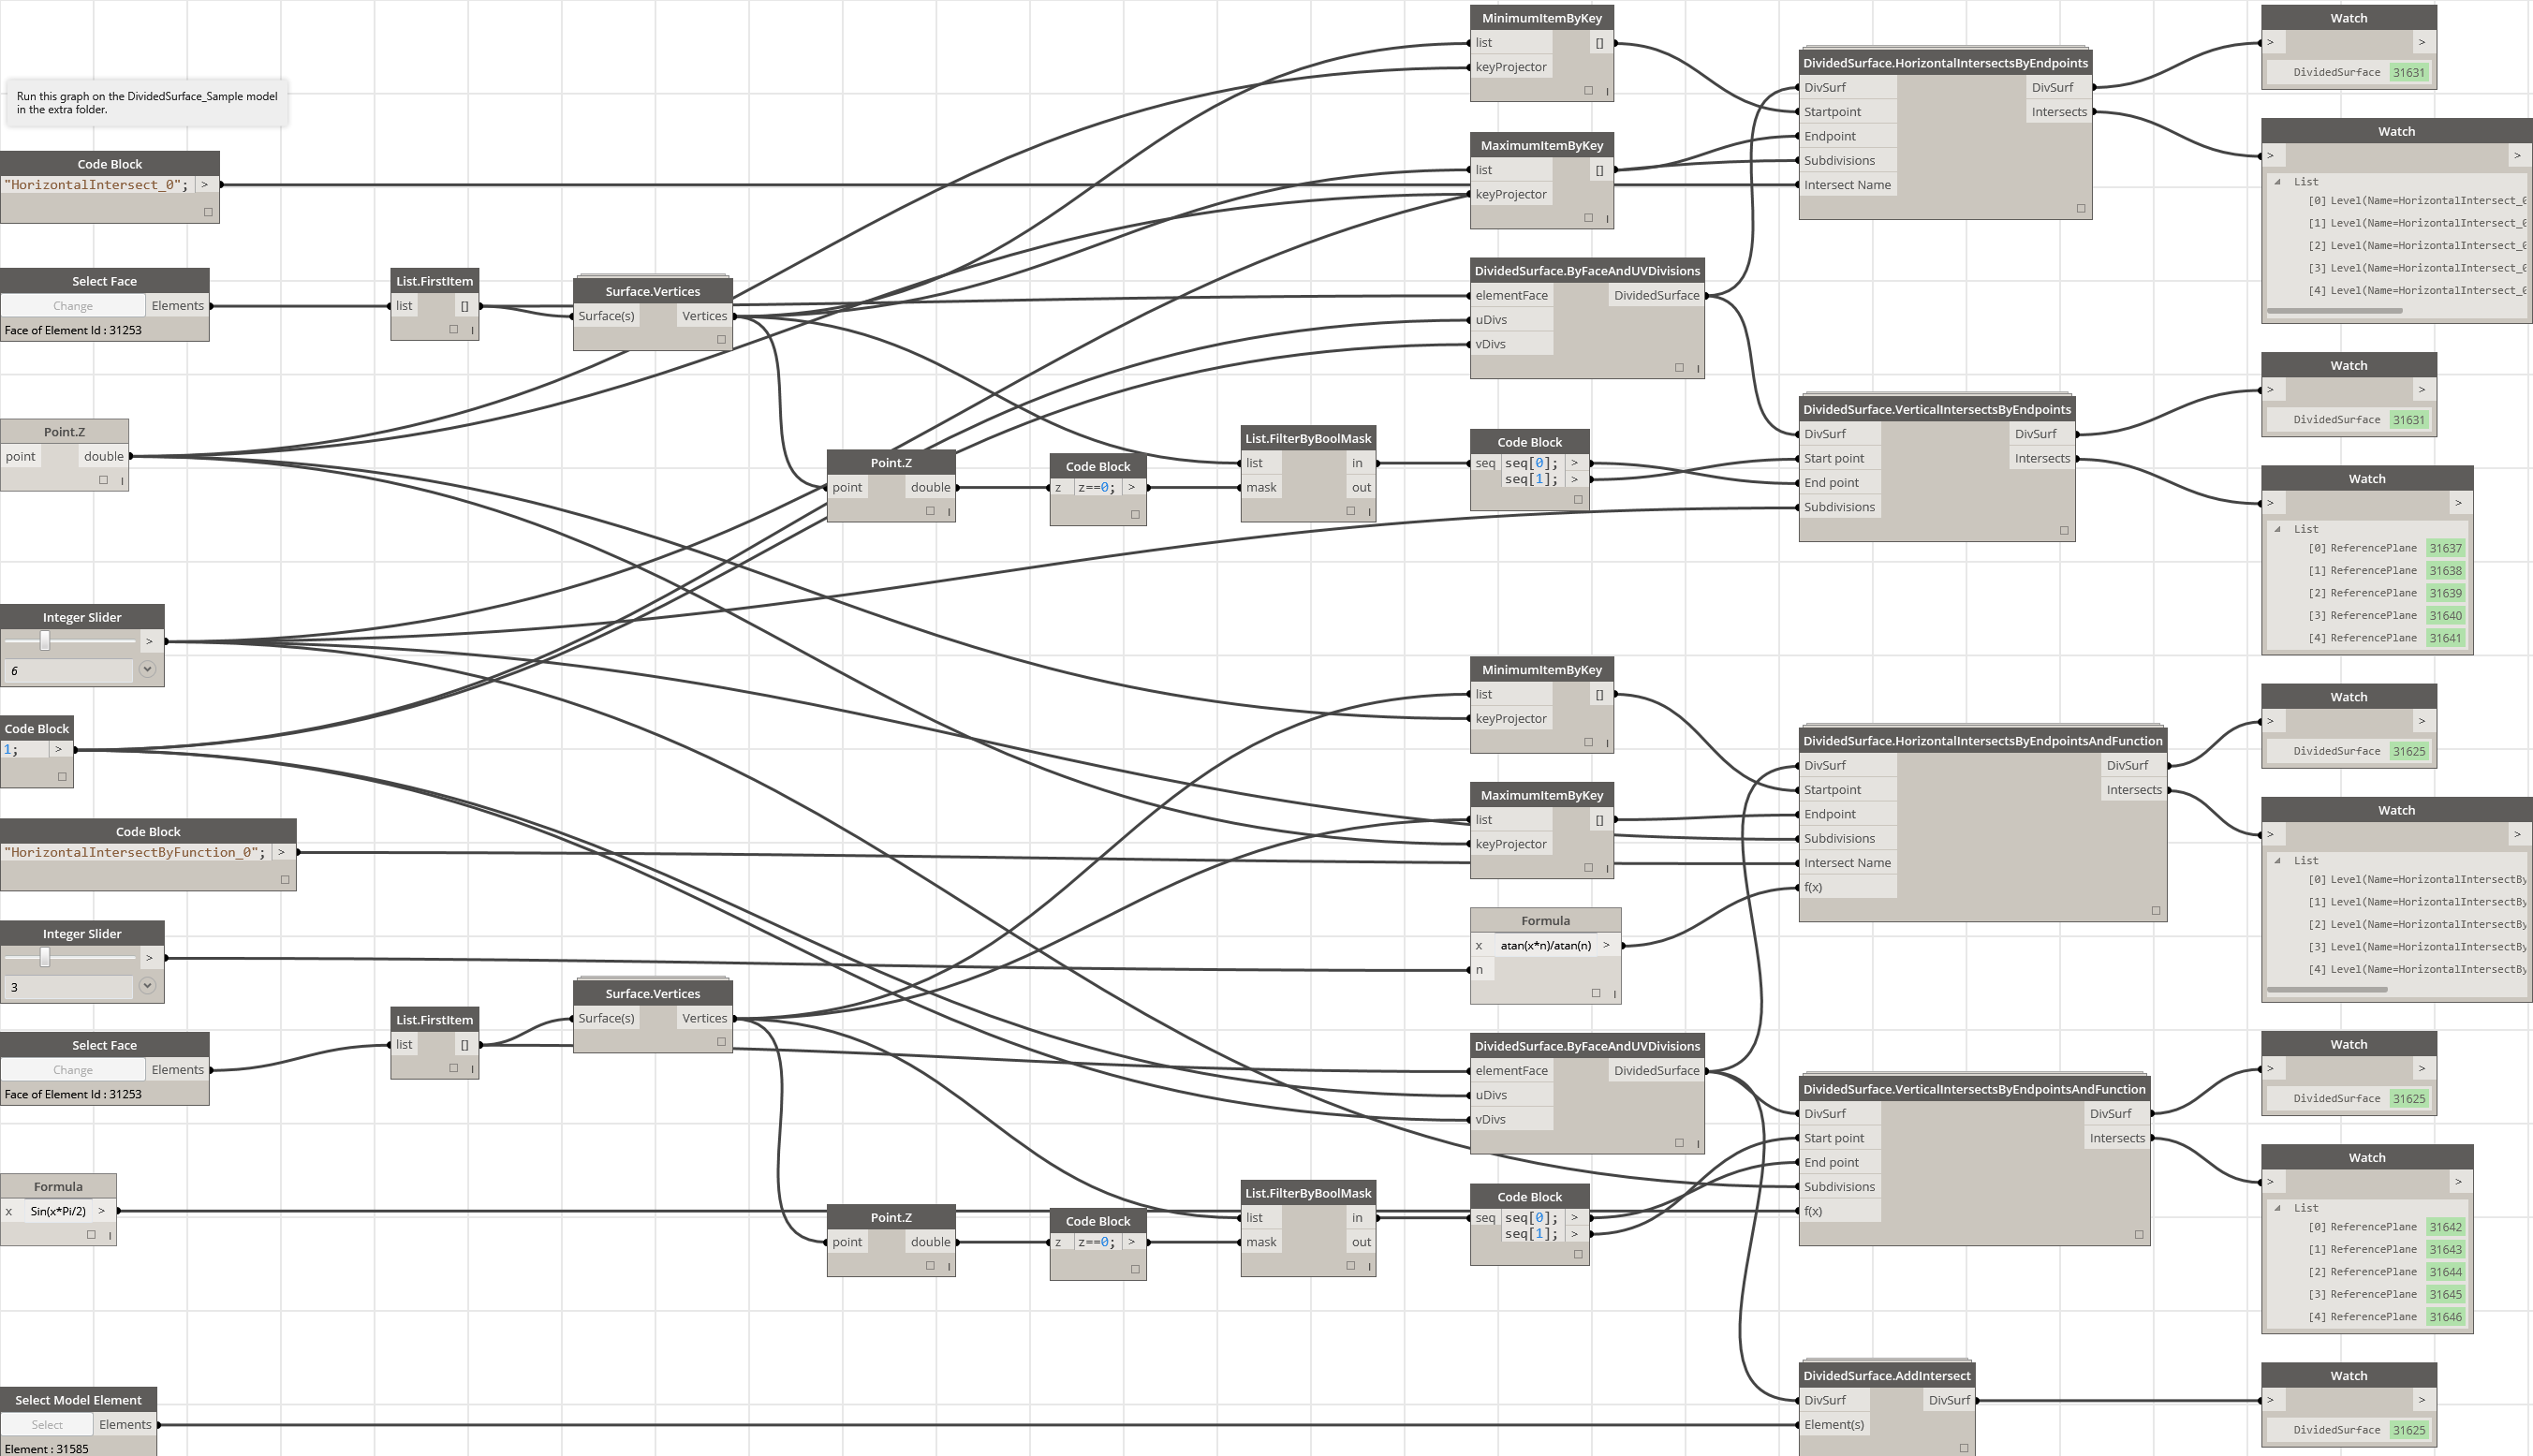 Run this graph on the DividedSurface_Sample model
in the extra folder.
Code Block
"HorizontalIntersect_0"; >
Select Face
Change Elements
Face of Element Id : 31253
Point.Z
point double
Integer Slider
>
6
Code Block
1; >
Code Block
"HorizontalIntersectByFunction_0"; >
Integer Slider
>
3
Select Face
Change Elements
Face of Element Id : 31253
Formula
x Sin(x*Pi/2) >
Select Model Element
Select Elements
Element : 31585
List.FirstItem
list []
Surface.Vertices
Surface(s) Vertices
List.FirstItem
list []
Surface.Vertices
Surface(s) Vertices
Point.Z
point double
Code Block
z z==0; >
List.FilterByBoolMask
list in
mask out
Code Block
seq seq[0]; >
seq[1]; >
Point.Z
point double
Code Block
z z==0; >
List.FilterByBoolMask
list in
mask out
Code Block
seq seq[0]; >
seq[1]; >
MinimumItemByKey
list []
keyProjector
MaximumItemByKey
list []
keyProjector
DividedSurface.ByFaceAndUVDivisions
elementFace DividedSurface
uDivs
vDivs
MinimumItemByKey
list []
keyProjector
MaximumItemByKey
list []
keyProjector
Formula
x atan(x*n)/atan(n) >
n
DividedSurface.ByFaceAndUVDivisions
elementFace DividedSurface
uDivs
vDivs
DividedSurface.HorizontalIntersectsByEndpoints
DivSurf DivSurf
Startpoint Intersects
Endpoint
Subdivisions
Intersect Name
DividedSurface.VerticalIntersectsByEndpoints
DivSurf DivSurf
Start point Intersects
End point
Subdivisions
DividedSurface.HorizontalIntersectsByEndpointsAndFunction
DivSurf DivSurf
Startpoint Intersects
Endpoint
Subdivisions
Intersect Name
f(x)
DividedSurface.VerticalIntersectsByEndpointsAndFunction
DivSurf DivSurf
Start point Intersects
End point
Subdivisions
f(x)
DividedSurface.AddIntersect
DivSurf DivSurf
Element(s)
Watch
> >
DividedSurface 31631
Watch
> >
List
[0] Level(Name=HorizontalIntersect_0
[1] Level(Name=HorizontalIntersect_0
[2] Level(Name=HorizontalIntersect_0
[3] Level(Name=HorizontalIntersect_0
[4] Level(Name=HorizontalIntersect_0
Watch
> >
DividedSurface 31631
Watch
> >
List
[0] ReferencePlane 31637
[1] ReferencePlane 31638
[2] ReferencePlane 31639
[3] ReferencePlane 31640
[4] ReferencePlane 31641
Watch
> >
DividedSurface 31625
Watch
> >
List
[0] Level(Name=HorizontalIntersectBy
[1] Level(Name=HorizontalIntersectBy
[2] Level(Name=HorizontalIntersectBy
[3] Level(Name=HorizontalIntersectBy
[4] Level(Name=HorizontalIntersectBy
Watch
> >
DividedSurface 31625
Watch
> >
List
[0] ReferencePlane 31642
[1] ReferencePlane 31643
[2] ReferencePlane 31644
[3] ReferencePlane 31645
[4] ReferencePlane 31646
Watch
> >
DividedSurface 31625